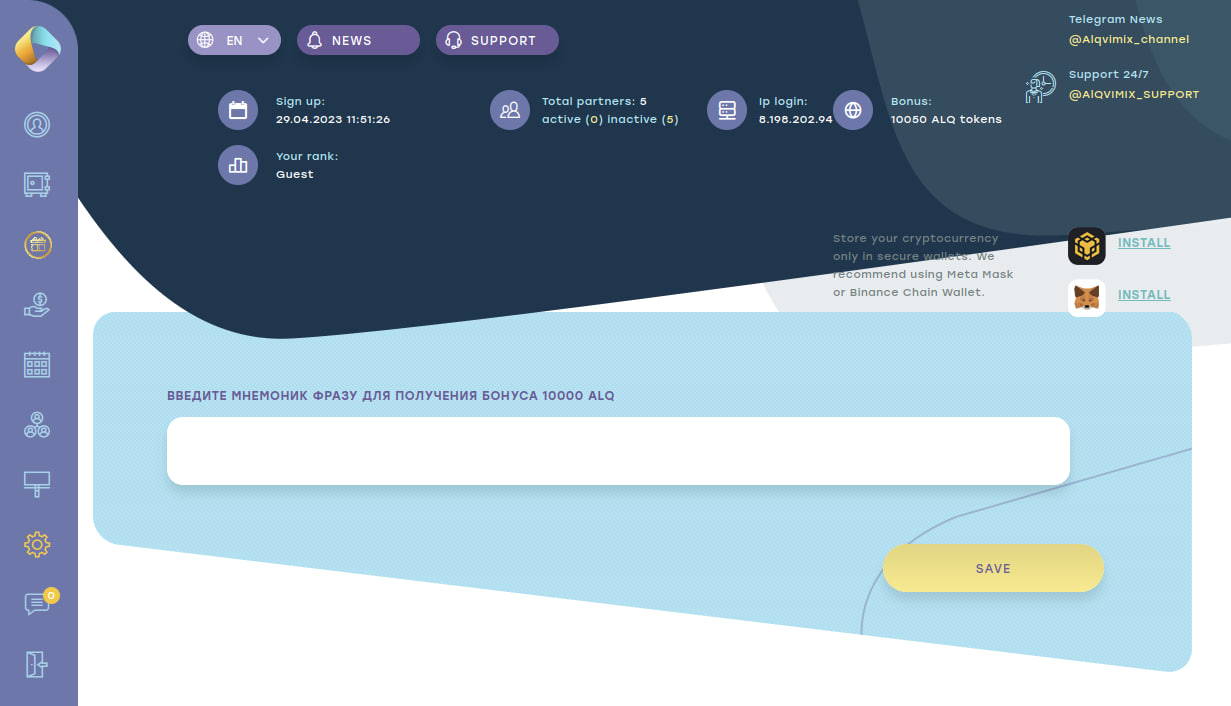 EN
NEWS
SUPPORT
Telegram News
@Alqvimix_channel
Support 24/7
@AlQVIMIX_SUPPORT
Sign up:
29.04.2023 11:51:26
Total partners: 5
active (0) inactive (5)
Ip login:
8.198.202.94
Bonus:
10050 ALQ tokens
Your rank:
Guest
Store your cryptocurrency
only in secure wallets. We
recommend using Meta Mask
or Binance Chain Wallet.
INSTALL
INSTALL
ВВЕДИТЕ МНЕМОНИК ФРАЗУ ДЛЯ ПОЛУЧЕНИЯ БОНУСА 10000 ALQ
SAVE
0